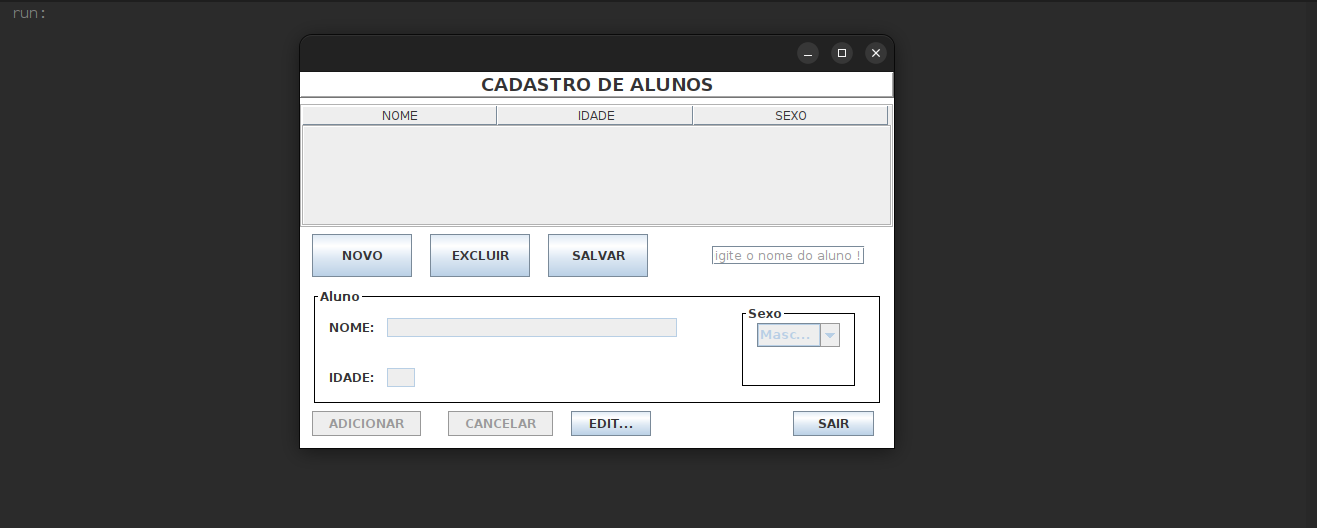 run:
CADASTRO DE ALUNOS
NOME IDADE SEXO
NOVO EXCLUIR SALVAR igite o nome do aluno !
Aluno
Sexo
NOME:
Masc...
IDADE:
ADICIONAR CANCELAR EDIT... SAIR